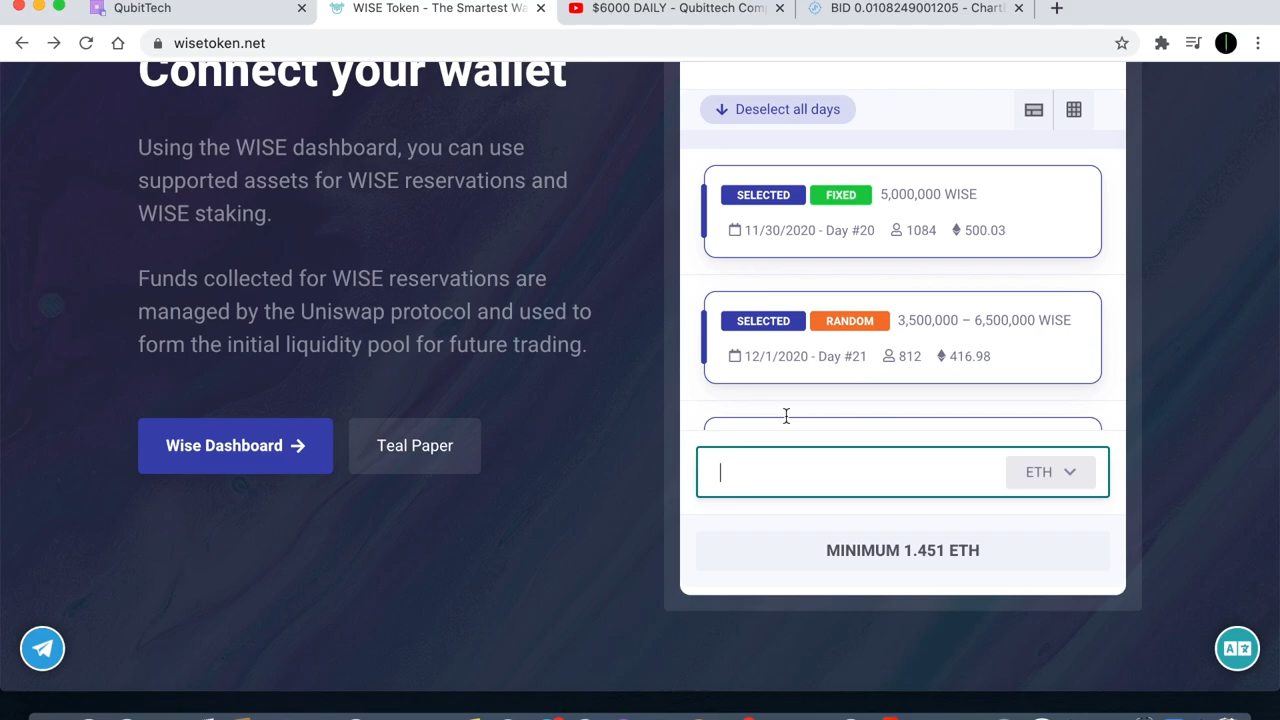 QubitTech
WISE Token - The Smartest Wa
$6000 DAILY - Qubittech Com
BID 0.0108249001205 - Charti
wisetoken.net
Connect your wallet
Using the WISE dashboard, you can use
supported assets for WISE reservations and
WISE staking.
Funds collected for WISE reservations are
managed by the Uniswap protocol and used to
form the initial liquidity pool for future trading.
Wise Dashboard →
Teal Paper
Deselect all days
SELECTED FIXED 5,000,000 WISE
11/30/2020 - Day #20 1084 500.03
SELECTED RANDOM 3,500,000 – 6,500,000 WISE
12/1/2020 - Day #21 812 416.98
ETH
MINIMUM 1.451 ETH